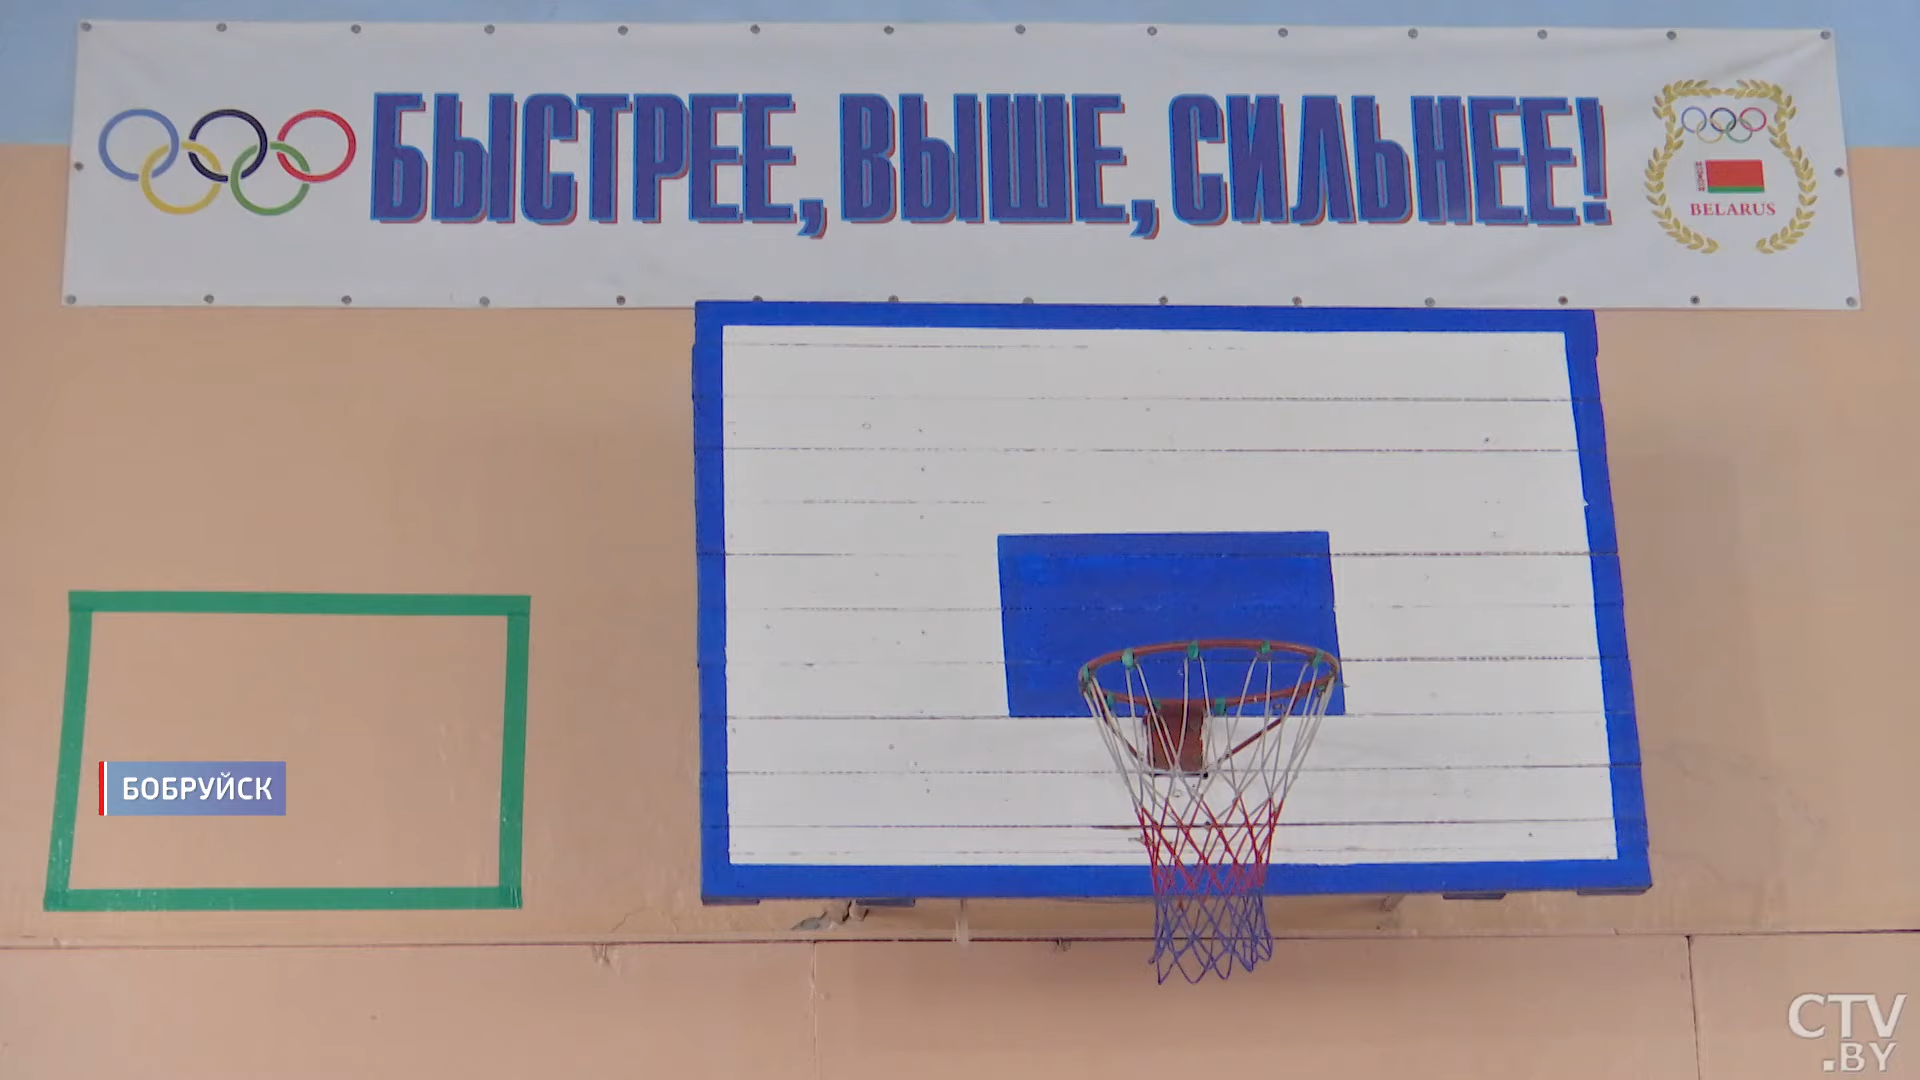 БЫСТРЕЕ, ВЫШЕ, СИЛЬНЕЕ!
BELARUS
БОБРУЙСК
CTV
.BY